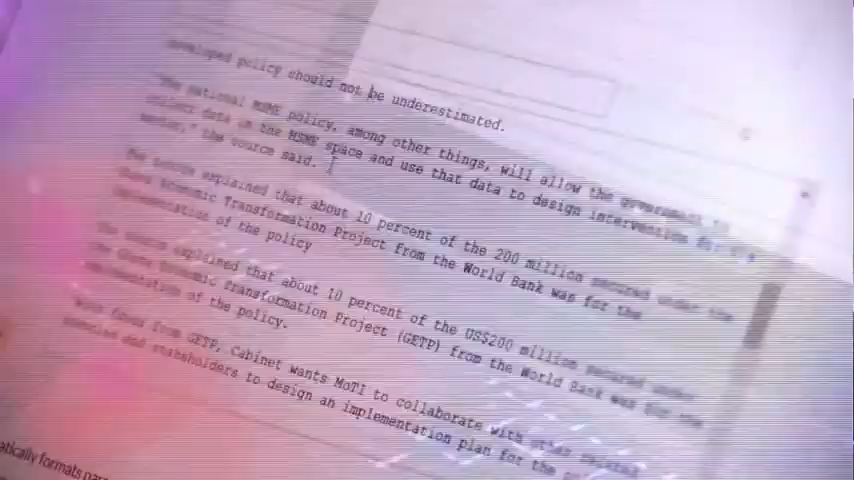 developed policy should not be underestimated.
"The national MSME policy, among other things, will allow the government to
collect data in the MSME space and use that data to design interventions for the
sector," the source said.
The source explained that about 10 percent of the 200 million secured under the
Ghana Economic Transformation Project from the World Bank was for the
implementation of the policy
The source explained that about 10 percent of the US$200 million secured under
the Ghana Economic Transformation Project (GETP) from the World Bank was for the
implementation of the policy.
With funds from GETP, Cabinet wants MoTI to collaborate with other related
agencies and stakeholders to design an implementation plan for the
atically formats